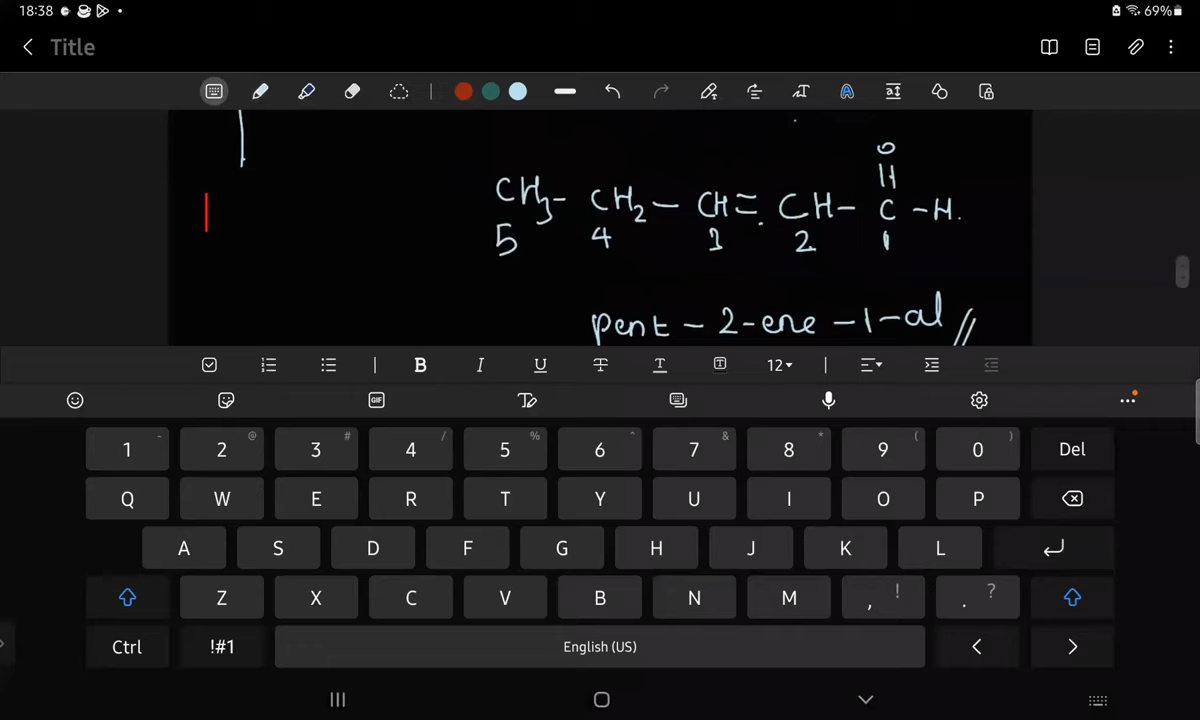 18:38 69%
Title
O
CH3- CH2- CH= CH- C -H.
5 4 3 2 1
pent - 2-ene -1-al //
B I U T T 12
GIF
1 - 2 @ 3 # 4 / 5 % 6 ^ 7 & 8 * 9 ( 0 ) Del
Q W E R T Y U I O P
A S D F G H J K L
Z X C V B N M , ! . ?
Ctrl !#1 English (US) < >